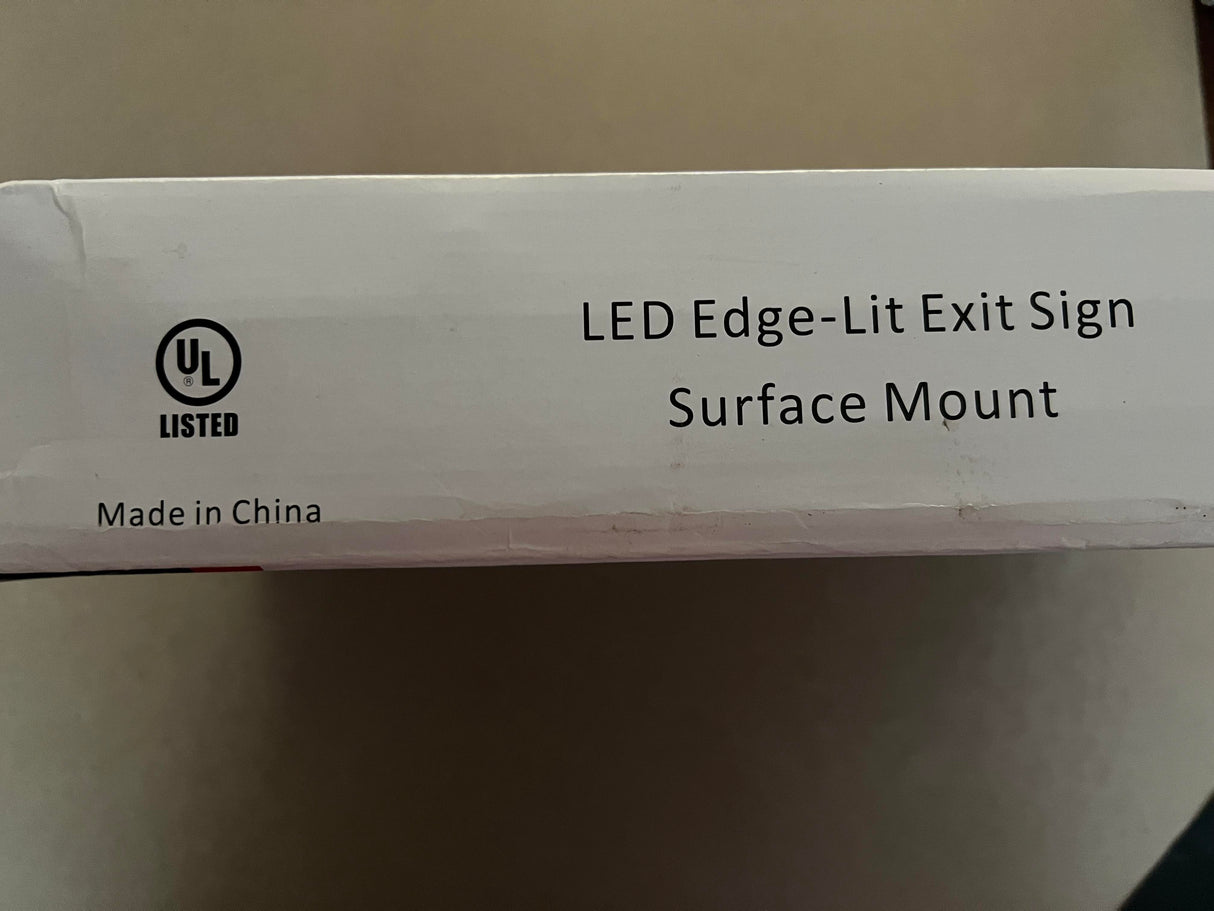 LED Edge-Lit Exit Sign
Surface Mount
UL
®
LISTED
Made in China